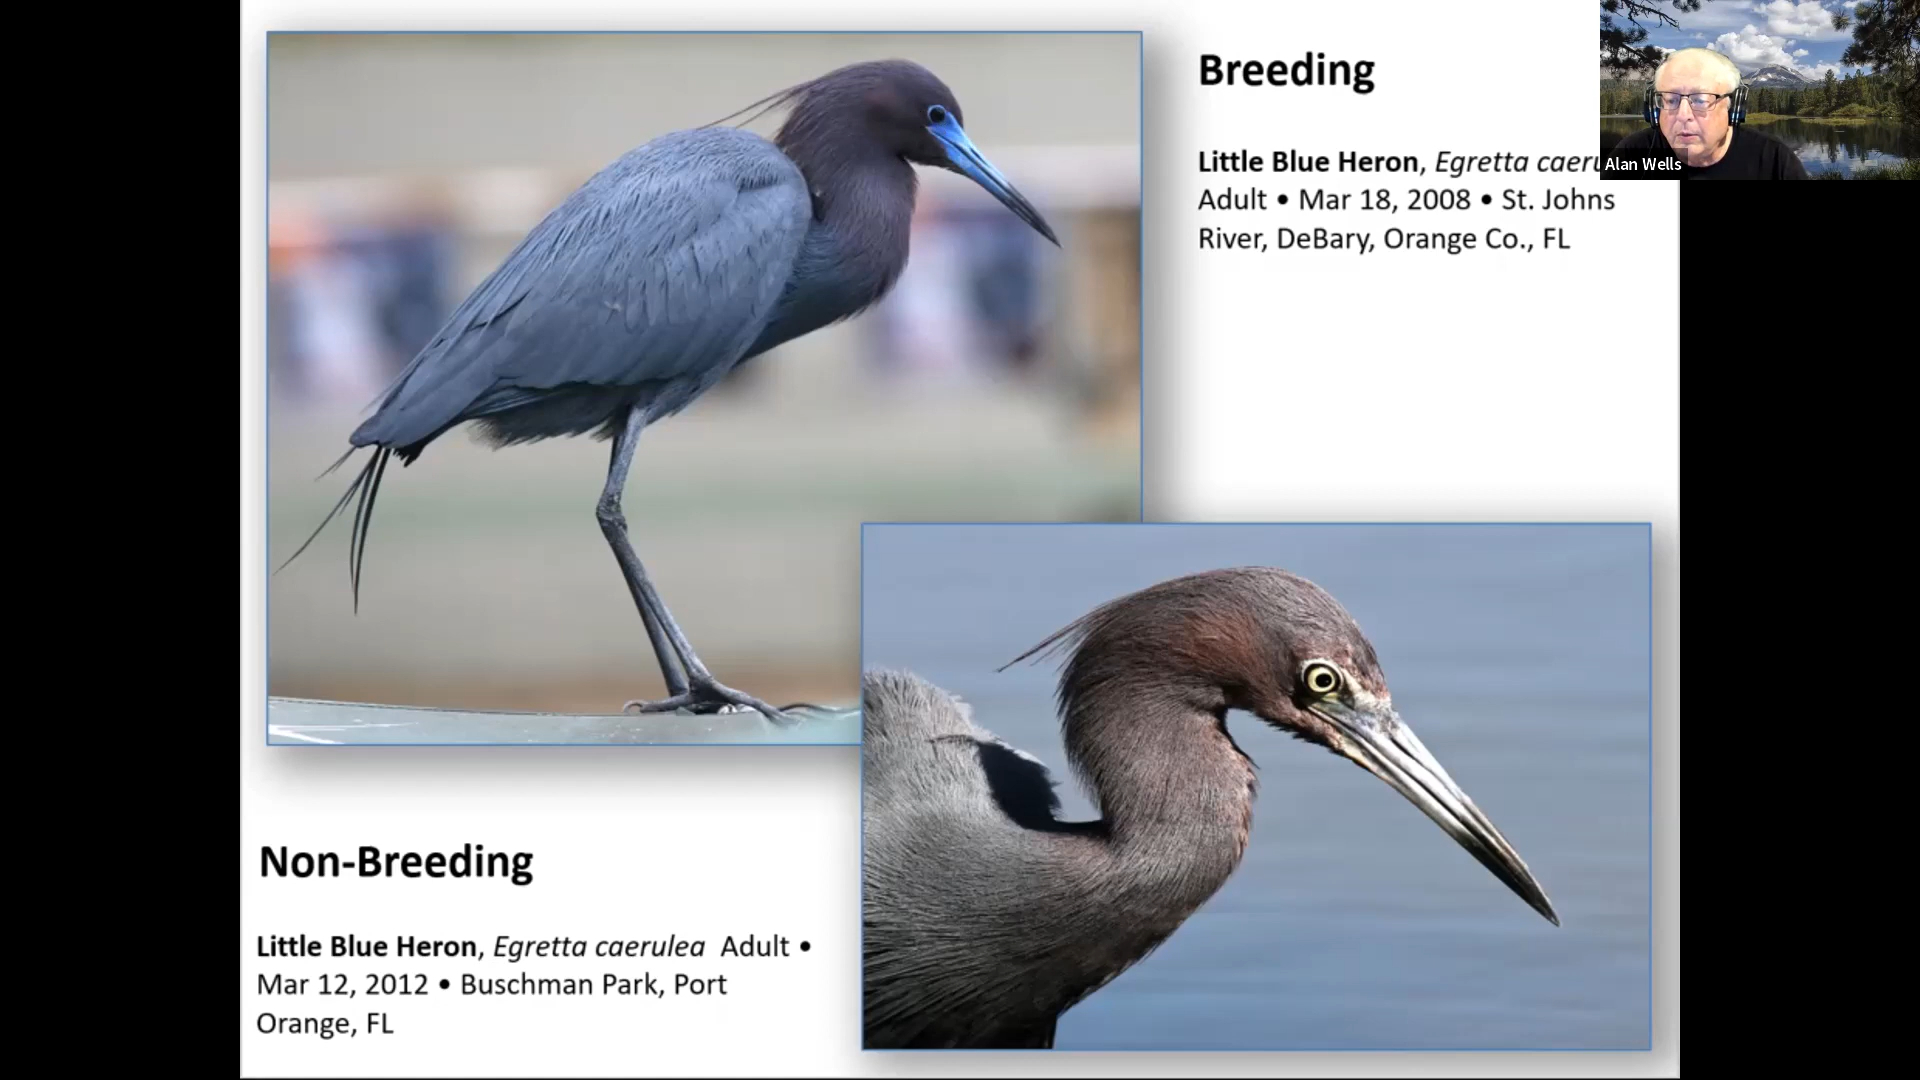 Breeding
Little Blue Heron, Egretta caeru
Adult • Mar 18, 2008 • St. Johns
River, DeBary, Orange Co., FL
Alan Wells
Non-Breeding
Little Blue Heron, Egretta caerulea Adult •
Mar 12, 2012 • Buschman Park, Port
Orange, FL